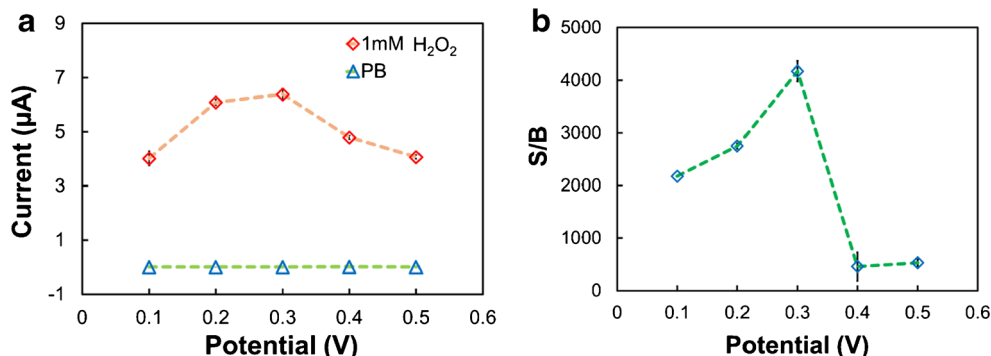 a
9
7
5
3
1
-1
Current (µA)
1mM H₂O₂
PB
0 0.1 0.2 0.3 0.4 0.5 0.6
Potential (V)
b
5000
4000
3000
2000
1000
0
S/B
0 0.1 0.2 0.3 0.4 0.5 0.6
Potential (V)